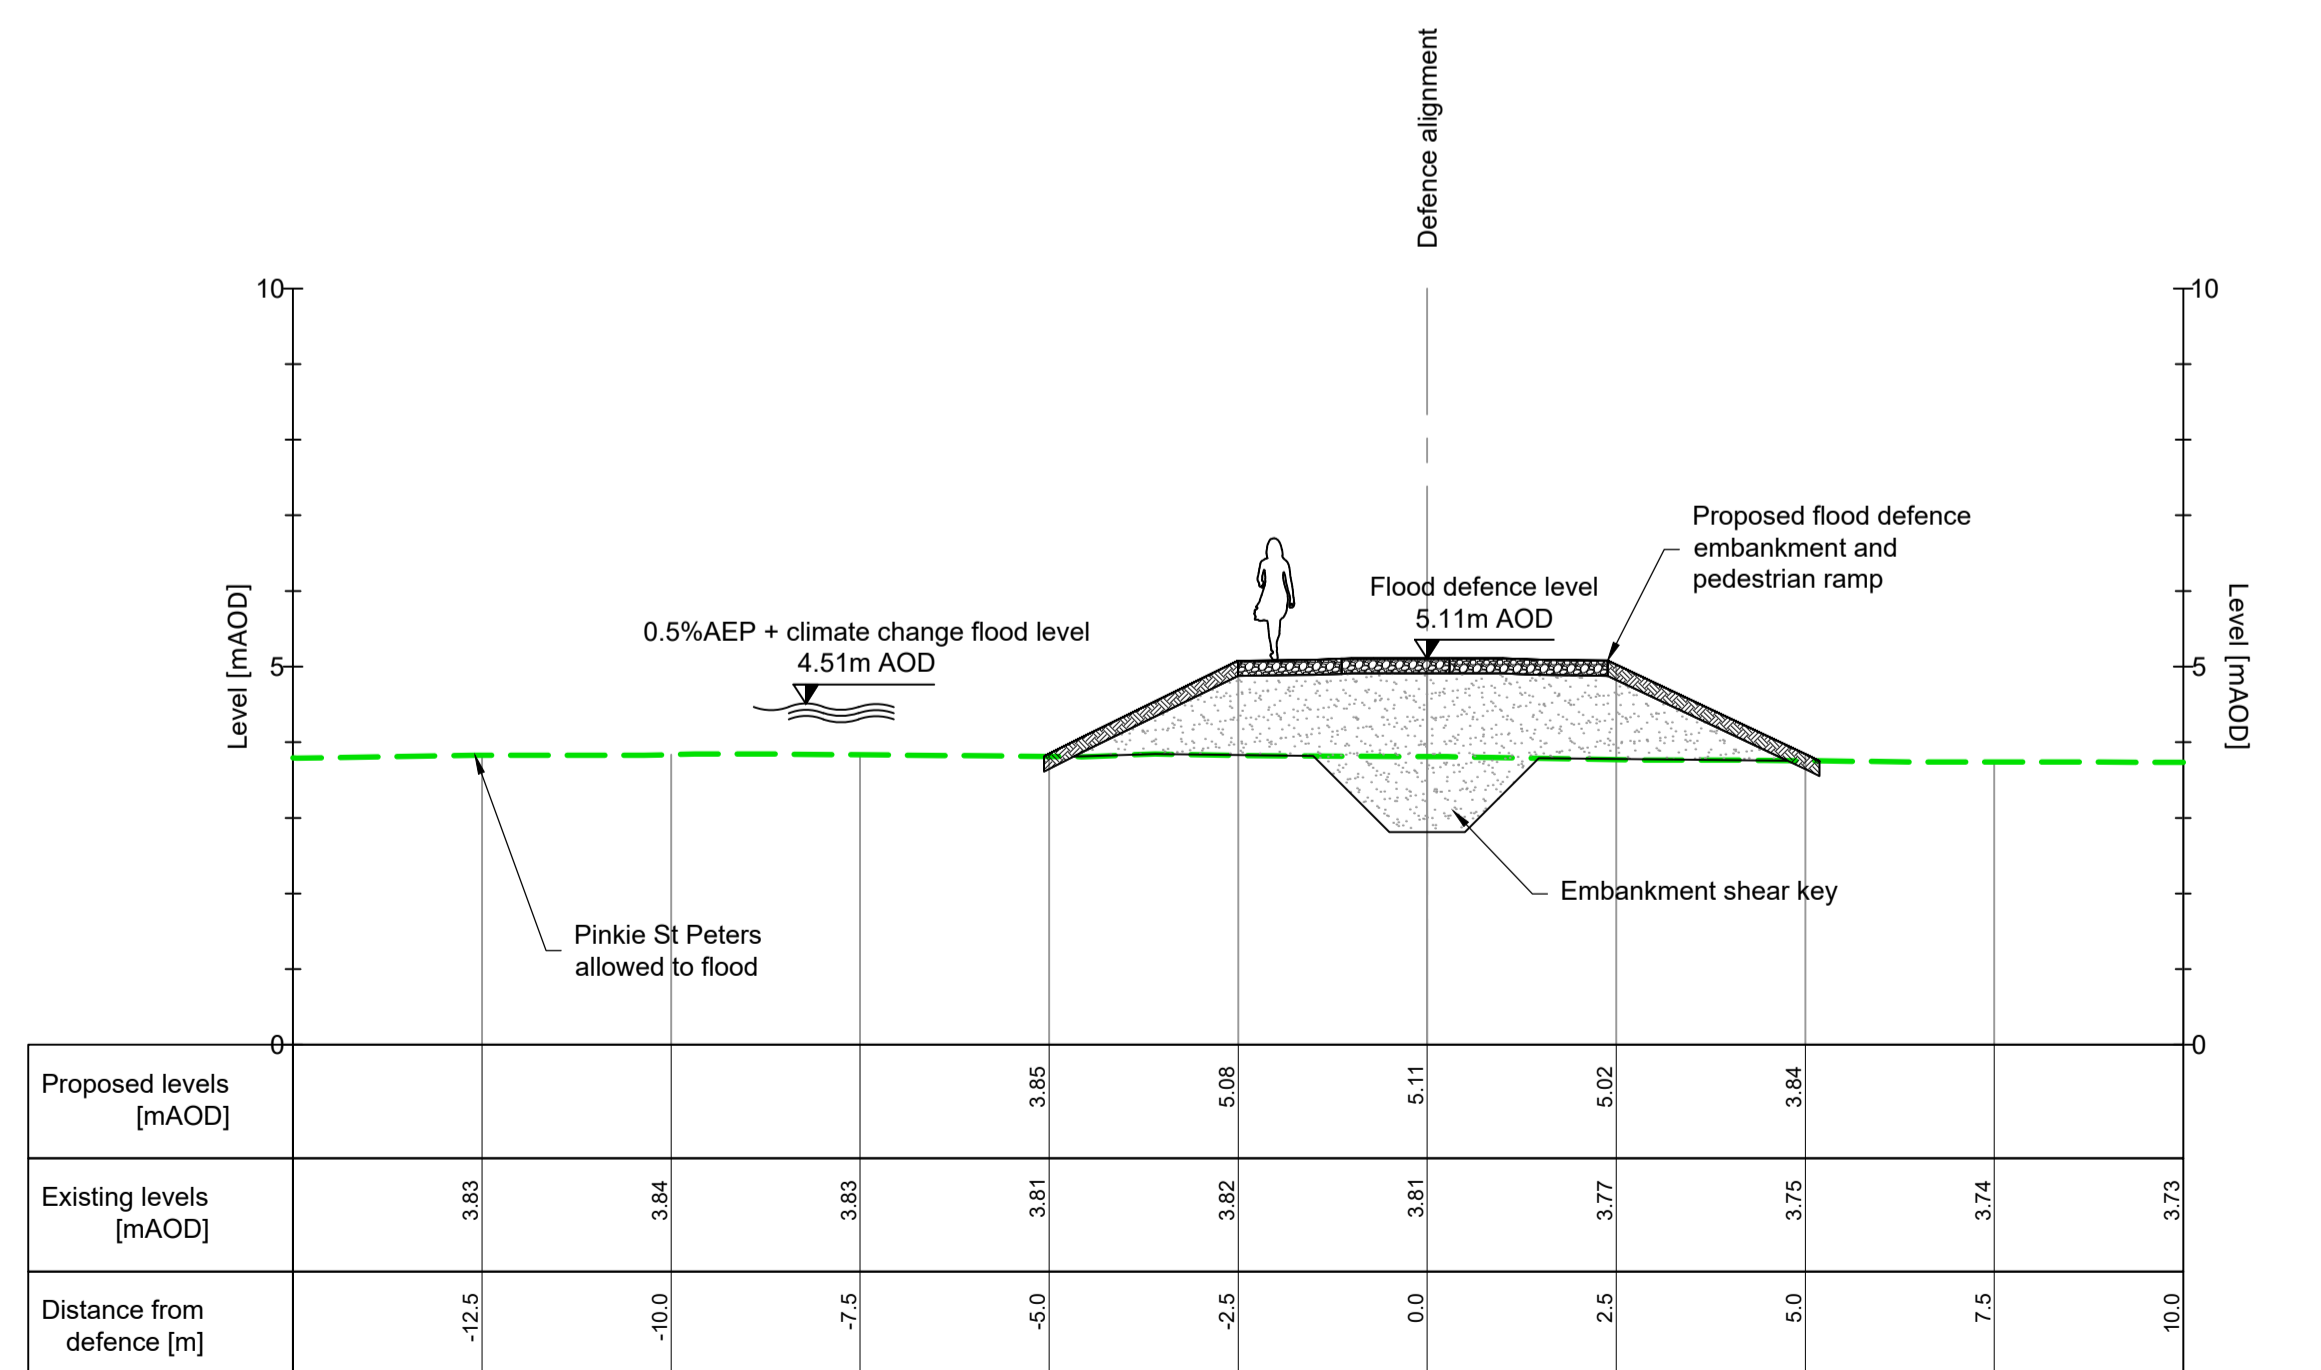 Defence alignment
10
10
Proposed flood defence
embankment and
pedestrian ramp
Flood defence level
5.11m AOD
0.5%AEP + climate change flood level
4.51m AOD
Level [mAOD]
Level [mAOD]
5
5
Embankment shear key
Pinkie St Peters
allowed to flood
0
0
Proposed levels
[mAOD]
3.85
5.08
5.11
5.02
3.84
Existing levels
[mAOD]
3.83
3.84
3.83
3.81
3.82
3.81
3.77
3.75
3.74
3.73
Distance from
defence [m]
-12.5
-10.0
-7.5
-5.0
-2.5
0.0
2.5
5.0
7.5
10.0